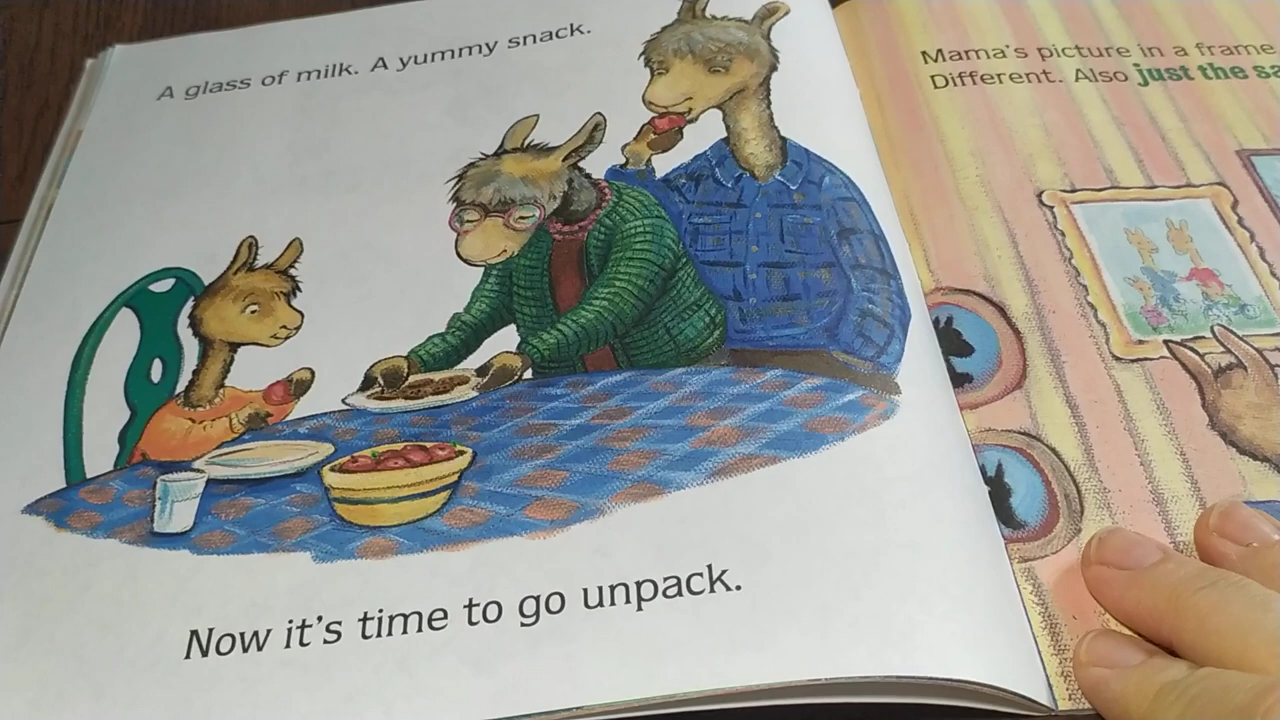 A glass of milk. A yummy snack.
Now it's time to go unpack.
Mama's picture in a frame
Different. Also just the